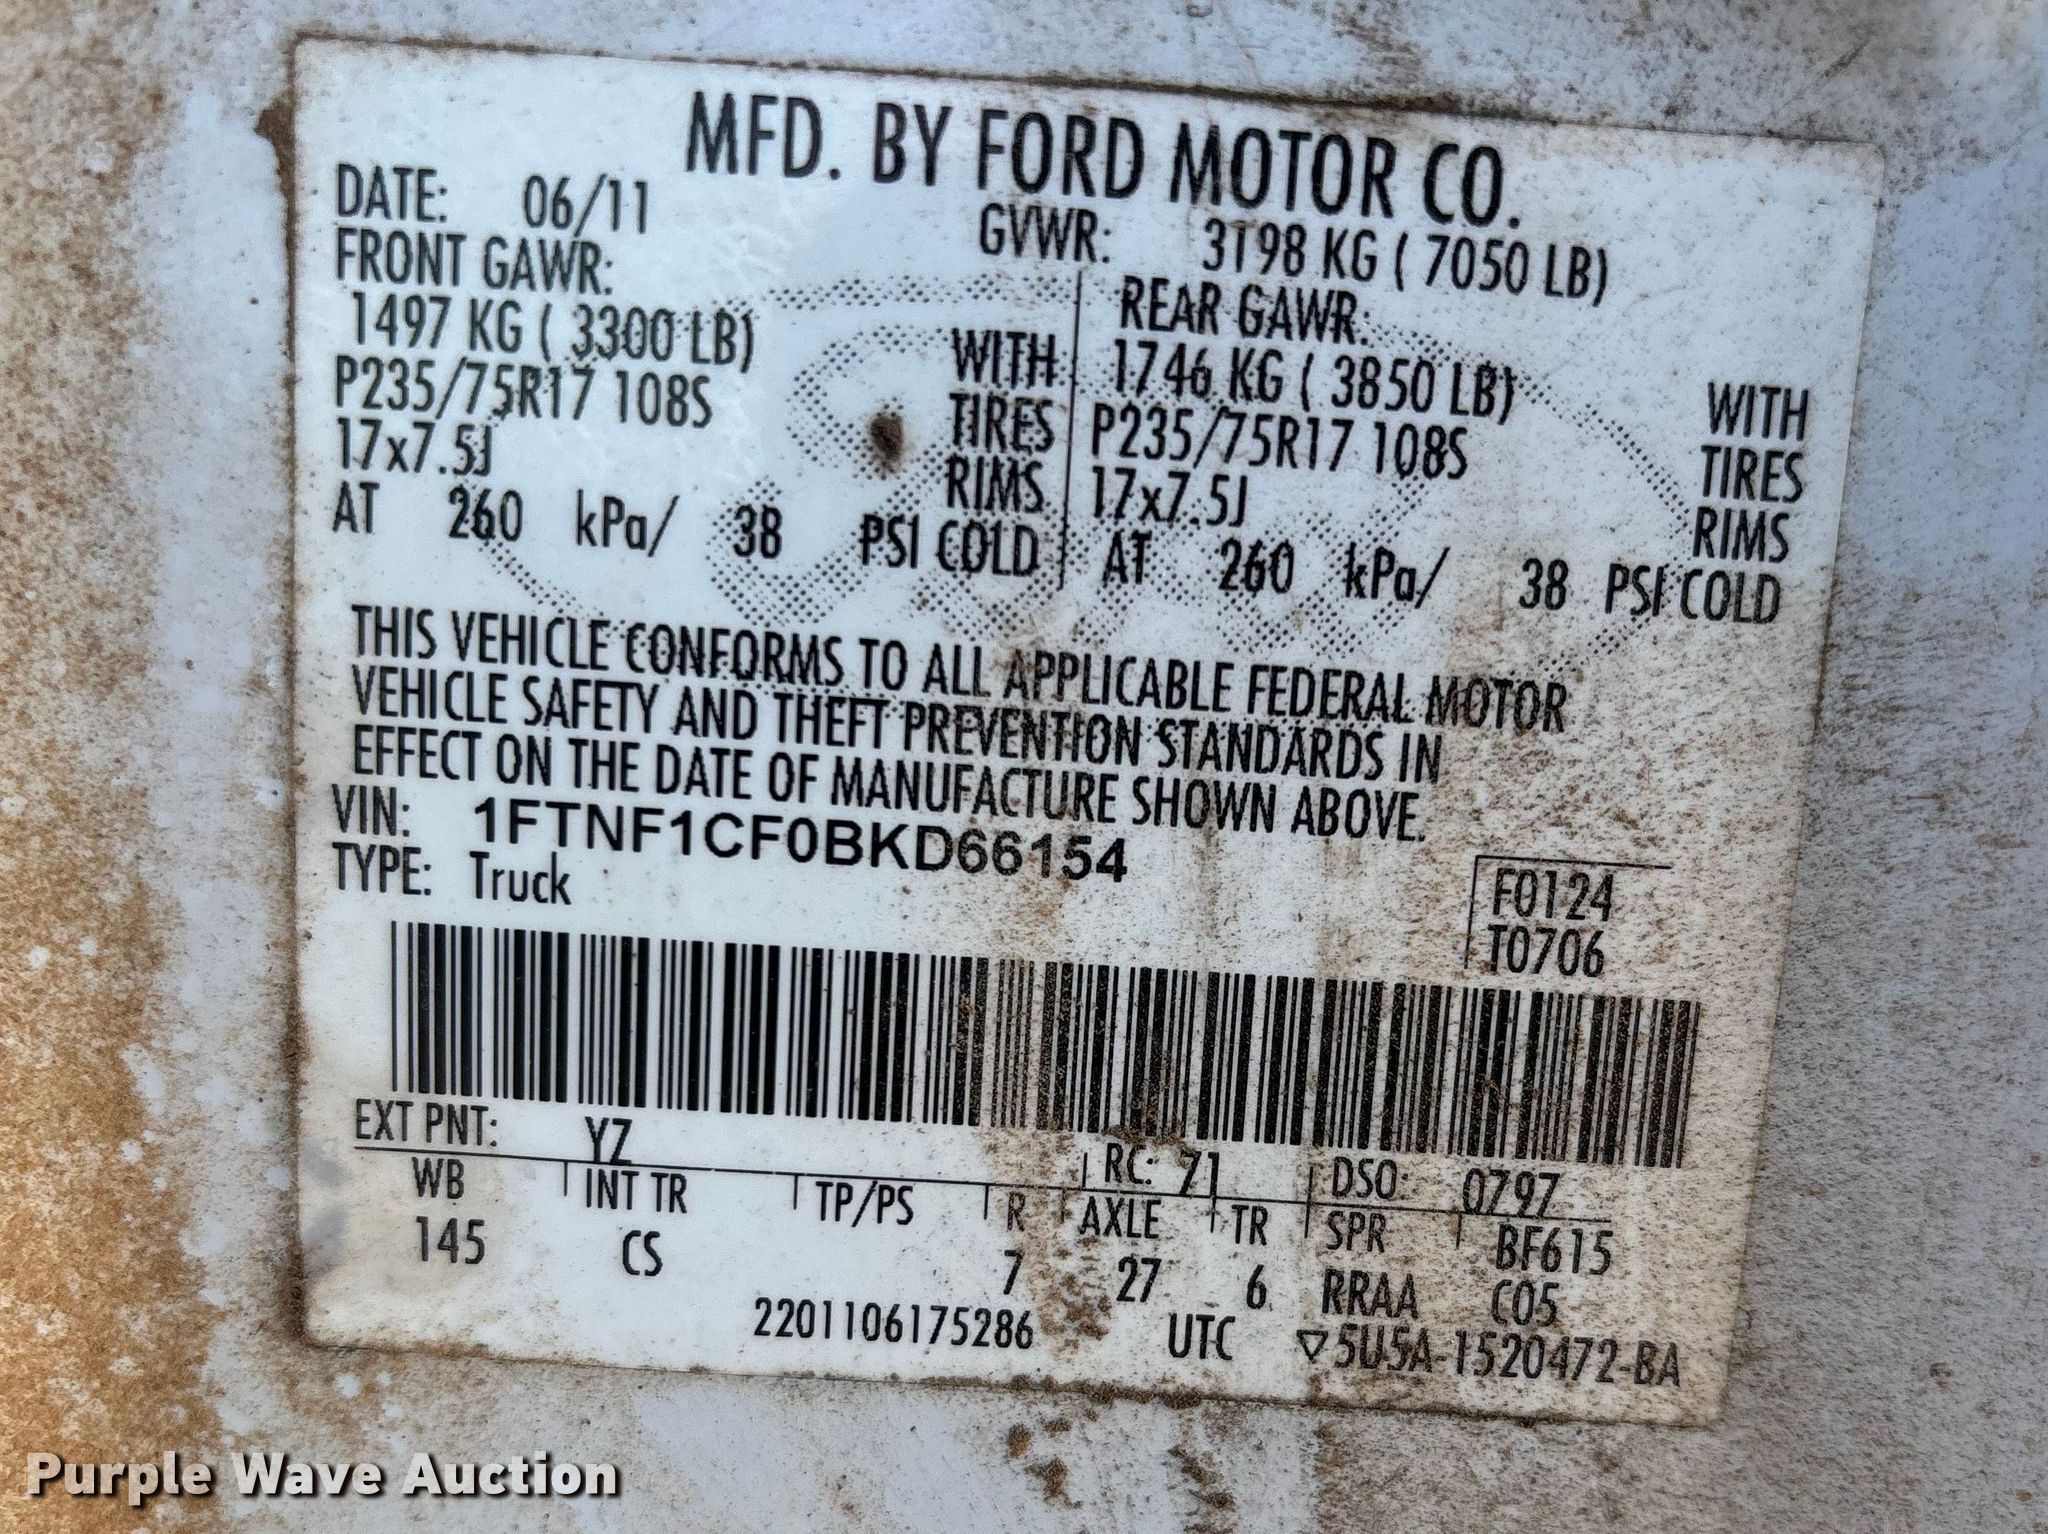 MFD. BY FORD MOTOR CO.
DATE: 06/11 GVWR: 3198 KG ( 7050 LB)
FRONT GAWR: REAR GAWR:
1497 KG ( 3300 LB) WITH 1746 KG ( 3850 LB) WITH
P235/75R17 108S TIRES P235/75R17 108S TIRES
17x7.5J RIMS 17x7.5J RIMS
AT 260 kPa/ 38 PSI COLD AT 260 kPa/ 38 PSI COLD
THIS VEHICLE CONFORMS TO ALL APPLICABLE FEDERAL MOTOR
VEHICLE SAFETY AND THEFT PREVENTION STANDARDS IN
EFFECT ON THE DATE OF MANUFACTURE SHOWN ABOVE.
VIN: 1FTNF1CF0BKD66154
TYPE: Truck
F0124
T0706
EXT PNT: YZ RC: 71 DSO: 0797
WB INT TR TP/PS R AXLE TR SPR BF615
145 CS 7 27 6 RRAA C05
2201106175286 UTC ▽5U5A-1520472-BA
Purple Wave Auction